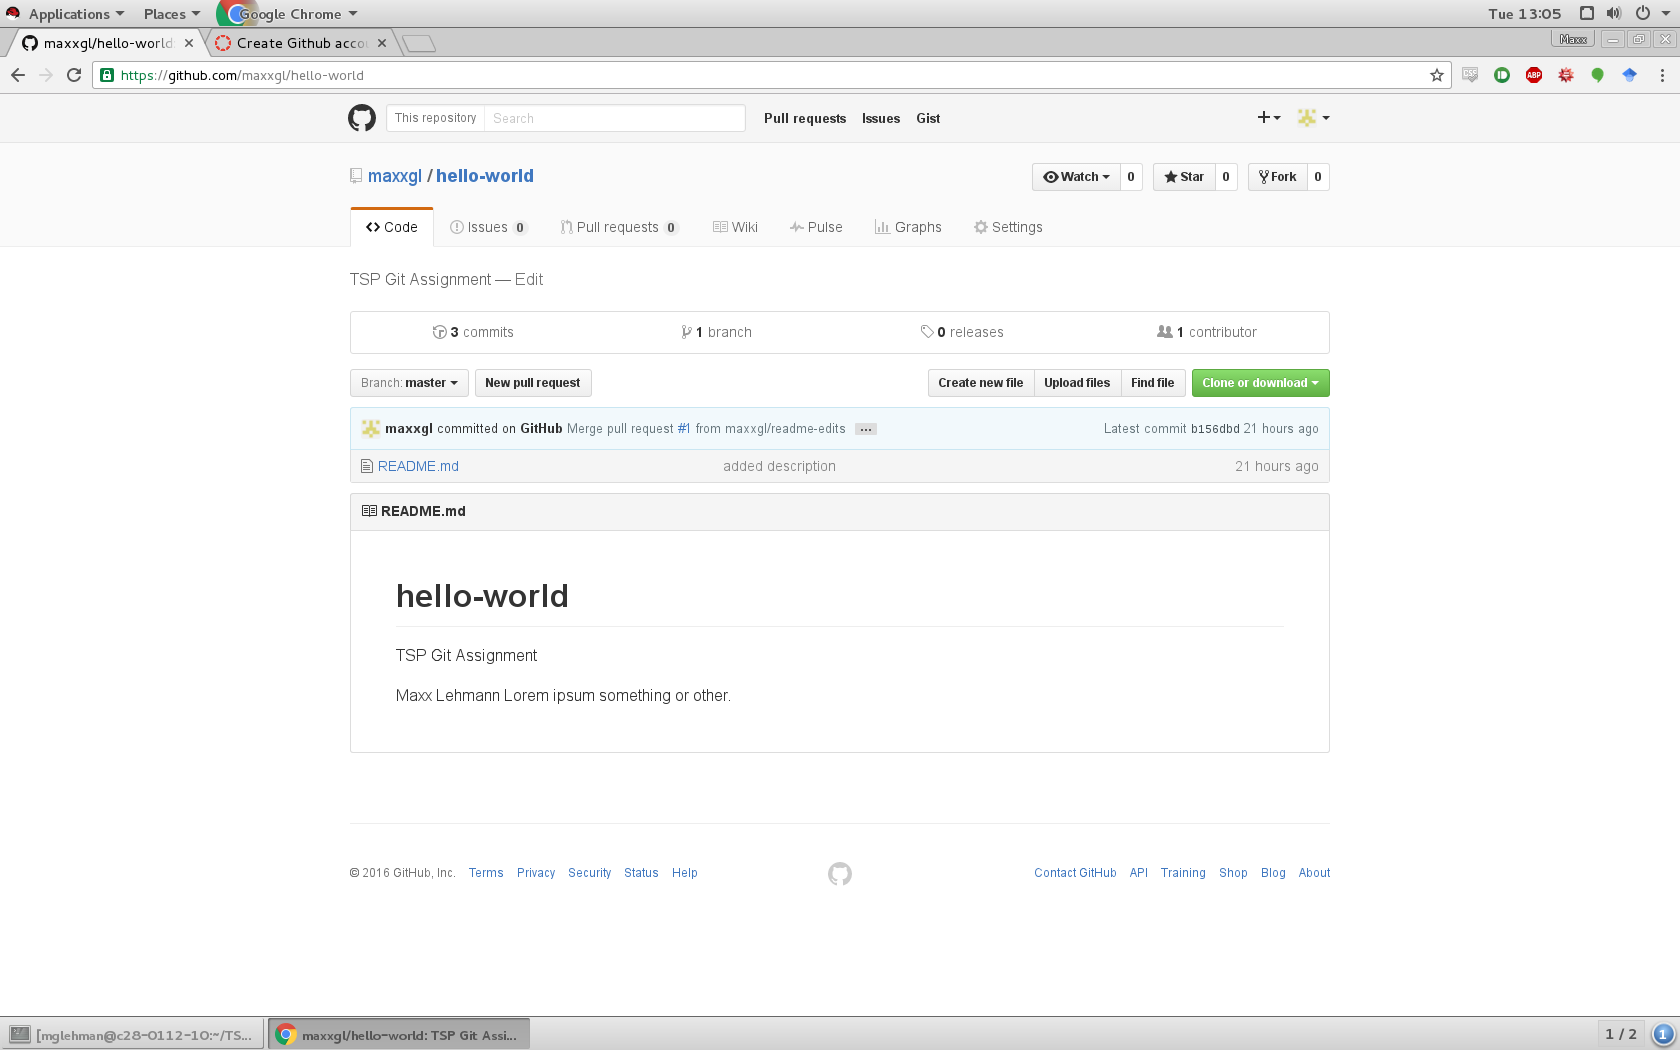 Applications Places Google Chrome Tue 13:05
maxxgl/hello-world: Create Github acco Maxx
https://github.com/maxxgl/hello-world ABP
This repository Search Pull requests Issues Gist
maxxgl / hello-world Watch 0 Star 0 Fork 0
Code Issues 0 Pull requests 0 Wiki Pulse Graphs Settings
TSP Git Assignment — Edit
3 commits 1 branch 0 releases 1 contributor
Branch: master New pull request Create new file Upload files Find file Clone or download
maxxgl committed on GitHub Merge pull request #1 from maxxgl/readme-edits ... Latest commit b156dbd 21 hours ago
README.md added description 21 hours ago
README.md
hello-world
TSP Git Assignment
Maxx Lehmann Lorem ipsum something or other.
© 2016 GitHub, Inc. Terms Privacy Security Status Help Contact GitHub API Training Shop Blog About
[mglehman@c28-0112-10:~/TS... maxxgl/hello-world: TSP Git Assi... 1 / 2 1